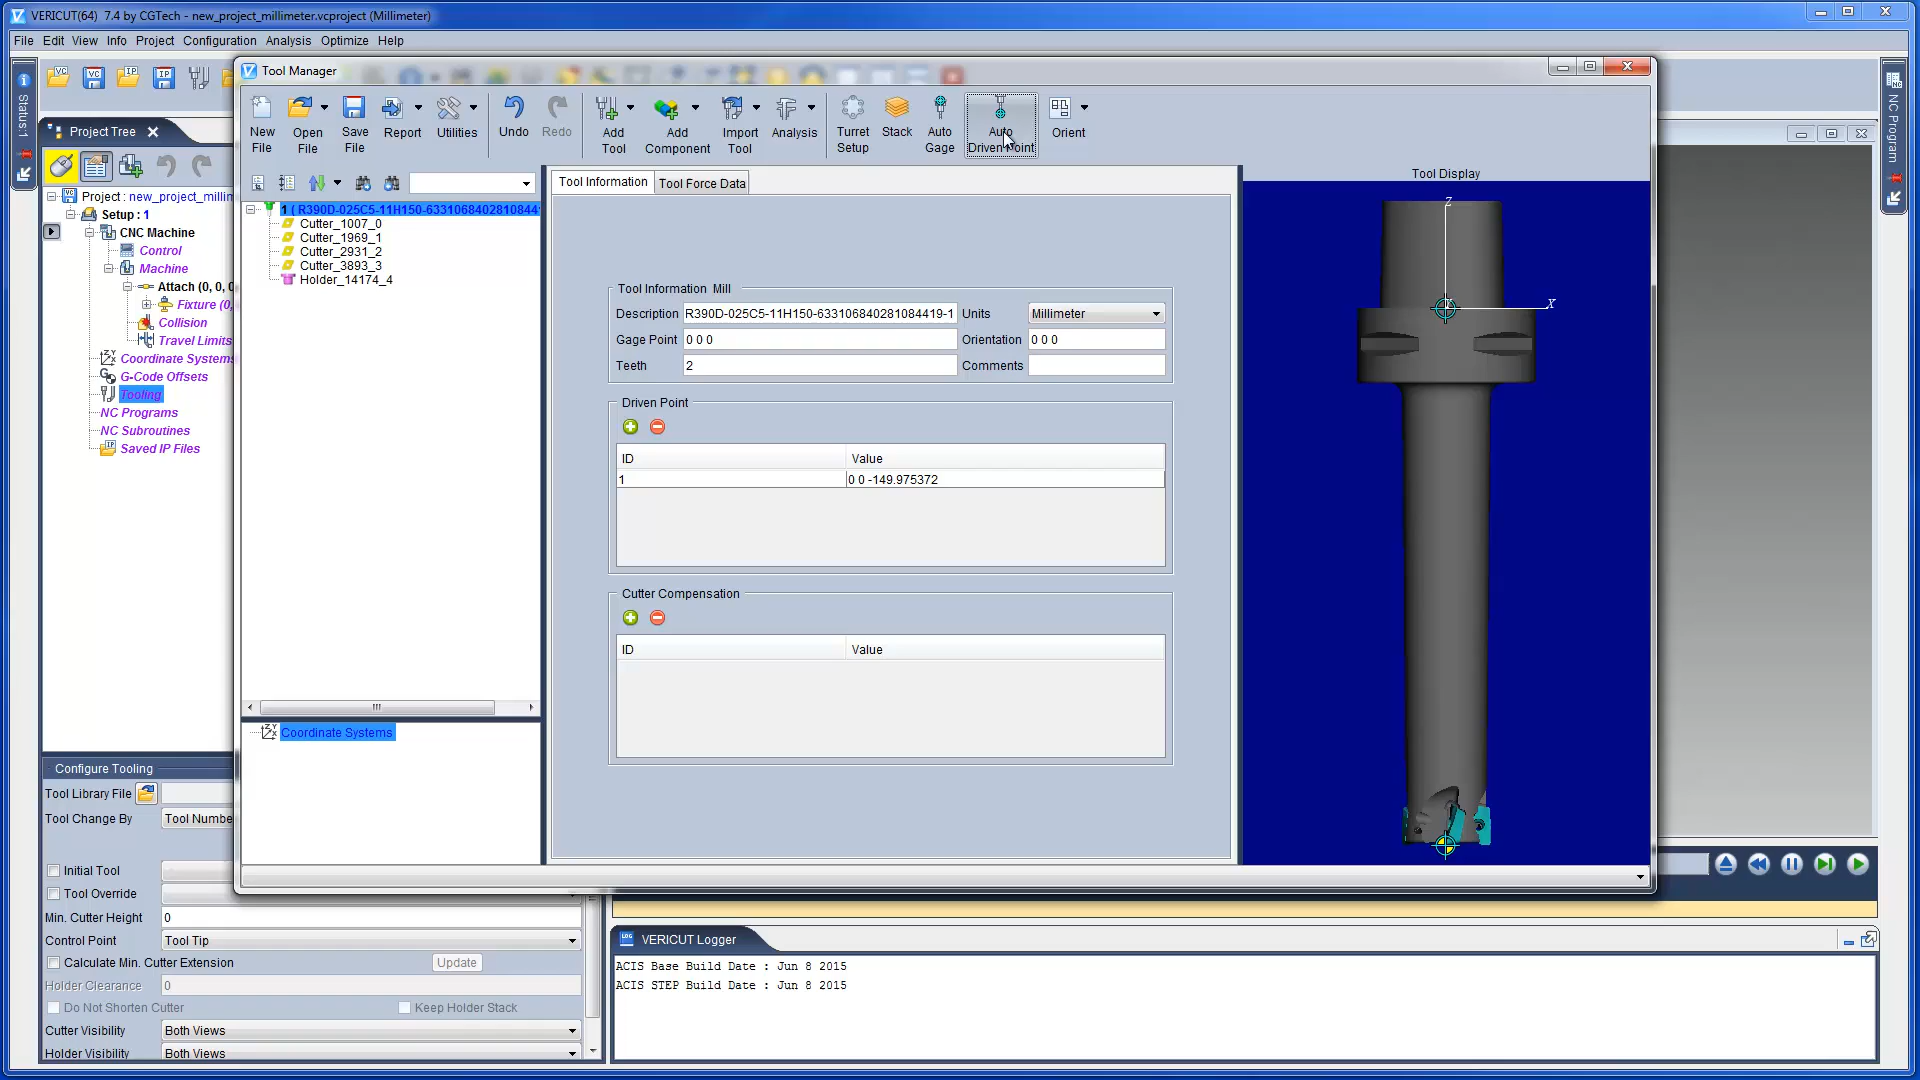 VERICUT(64)  7.4 by CGTech - new_project_millimeter.vcproject (Millimeter)
File Edit View Info Project Configuration Analysis Optimize Help
Tool Manager
New File
Open File
Save File
Report
Utilities
Undo
Redo
Add Tool
Add Component
Import Tool
Analysis
Turret Setup
Stack
Auto Gage
Auto Driven Point
Orient
Status:1
NC Program
Project Tree
Project : new_project_millin
Setup : 1
CNC Machine
Control
Machine
Attach (0, 0, 0
Fixture (0,
Collision
Travel Limits
Coordinate Systems
G-Code Offsets
Tooling
NC Programs
NC Subroutines
Saved IP Files
1 ( R390D-025C5-11H150-6331068402810844
Cutter_1007_0
Cutter_1969_1
Cutter_2931_2
Cutter_3893_3
Holder_14174_4
Coordinate Systems
Tool Information
Tool Force Data
Tool Information Mill
Description R390D-025C5-11H150-633106840281084419-1 Units Millimeter
Gage Point 0 0 0 Orientation 0 0 0
Teeth 2 Comments
Driven Point
ID Value
1 0 0 -149.975372
Cutter Compensation
ID Value
Tool Display
Z
X
Configure Tooling
Tool Library File
Tool Change By Tool Numbe
Initial Tool
Tool Override
Min. Cutter Height 0
Control Point Tool Tip
Calculate Min. Cutter Extension Update
Holder Clearance 0
Do Not Shorten Cutter Keep Holder Stack
Cutter Visibility Both Views
Holder Visibility Both Views
VERICUT Logger
ACIS Base Build Date : Jun 8 2015
ACIS STEP Build Date : Jun 8 2015